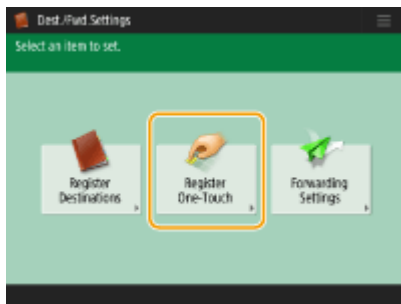 Dest./Fwd. Settings
Select an item to set.
Register
Destinations
Register
One-Touch
Forwarding
Settings